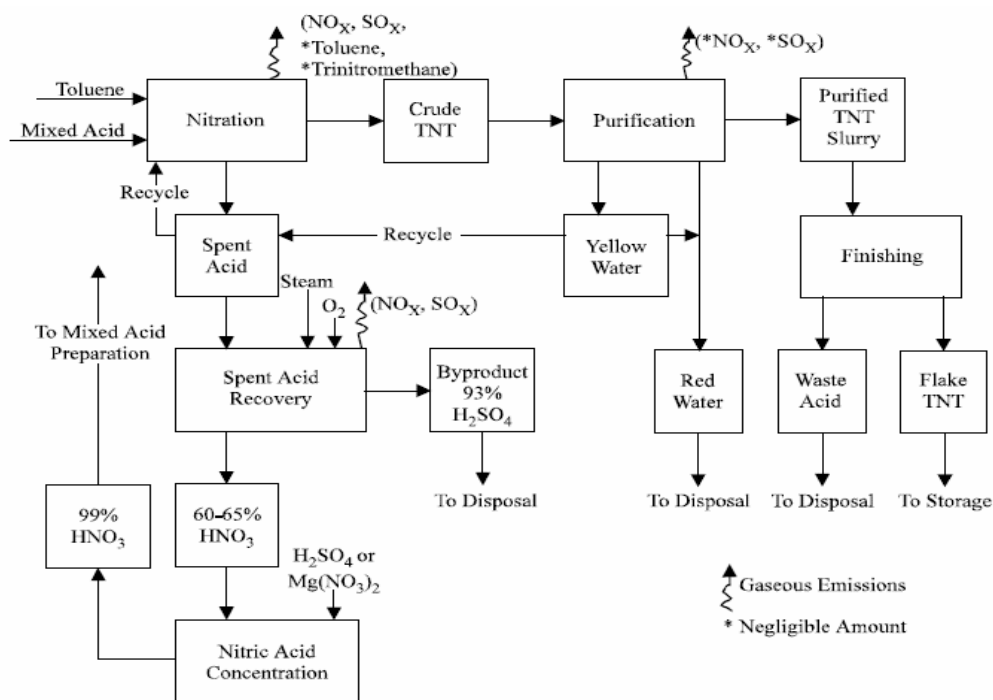 (NOX, SOX,
*Toluene,
*Trinitromethane)
(*NOX, *SOX)
Toluene
Mixed Acid
Nitration
Crude
TNT
Purification
Purified
TNT
Slurry
Recycle
Spent
Acid
Recycle
Yellow
Water
Finishing
Steam
O2
(NOX, SOX)
To Mixed Acid
Preparation
Spent Acid
Recovery
Byproduct
93%
H2SO4
Red
Water
Waste
Acid
Flake
TNT
To Disposal
To Disposal
To Disposal
To Storage
99%
HNO3
60-65%
HNO3
H2SO4 or
Mg(NO3)2
Gaseous Emissions
* Negligible Amount
Nitric Acid
Concentration